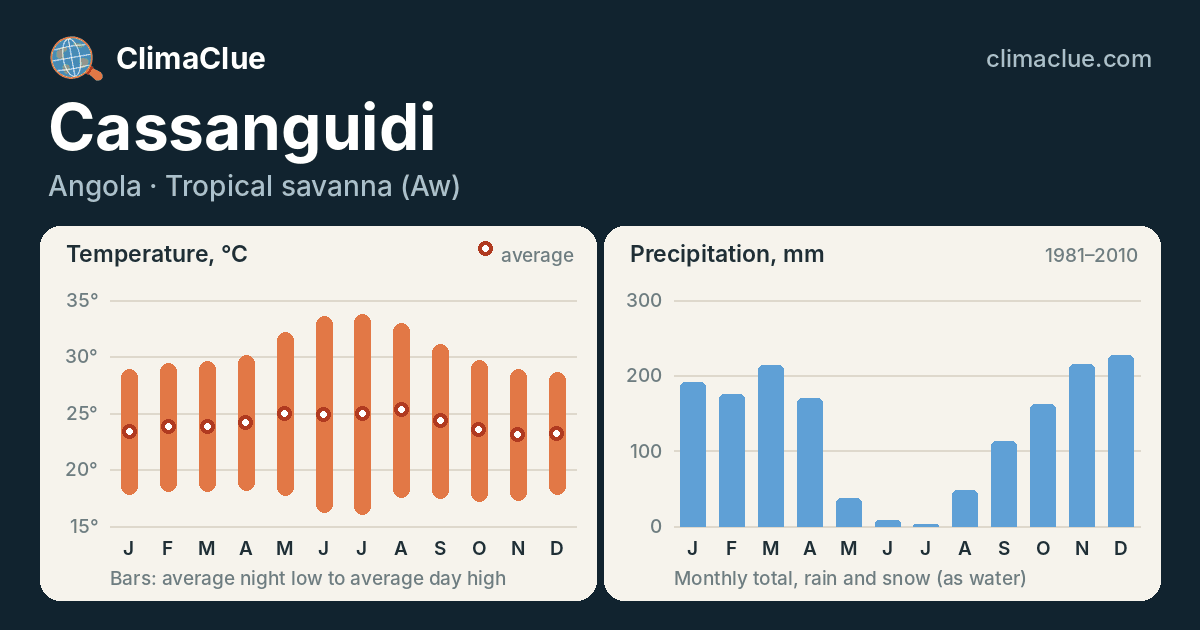 ClimaClue
climaclue.com
Cassanguidi
Angola · Tropical savanna (Aw)
Temperature, °C
average
35°
30°
25°
20°
15°
J F M A M J J A S O N D
Bars: average night low to average day high
Precipitation, mm
1981–2010
300
200
100
0
J F M A M J J A S O N D
Monthly total, rain and snow (as water)